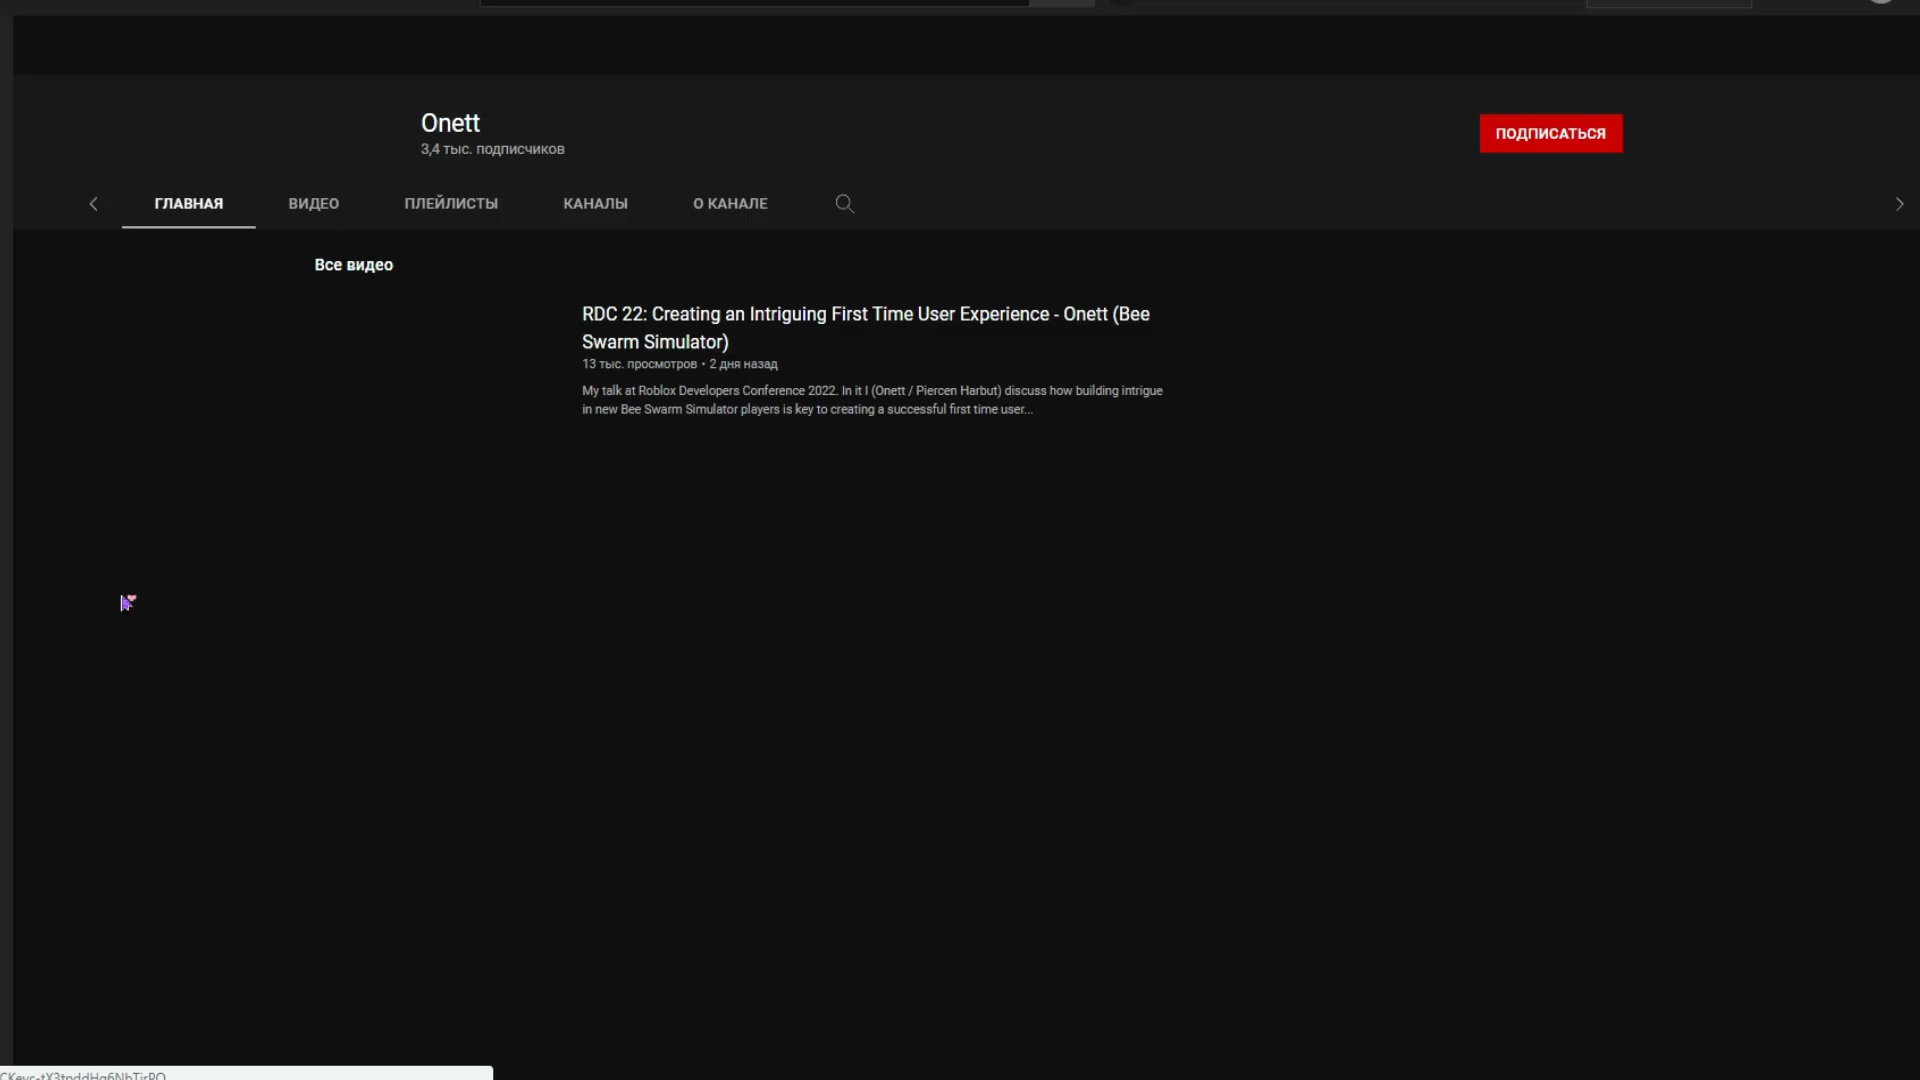 Onett
3,4 тыс. подписчиков
ПОДПИСАТЬСЯ
ГЛАВНАЯ
ВИДЕО
ПЛЕЙЛИСТЫ
КАНАЛЫ
О КАНАЛЕ
Все видео
RDC 22: Creating an Intriguing First Time User Experience - Onett (Bee
Swarm Simulator)
13 тыс. просмотров • 2 дня назад
My talk at Roblox Developers Conference 2022. In it I (Onett / Piercen Harbut) discuss how building intrigue
in new Bee Swarm Simulator players is key to creating a successful first time user...